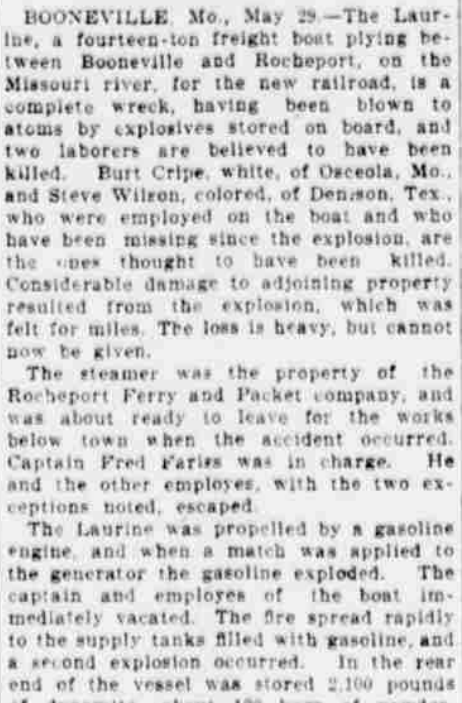 BOONEVILLE, Mo., May 29.—The Laur-
ine, a fourteen-ton freight boat plying be-
tween Booneville and Rocheport, on the
Missouri river, for the new railroad, is a
complete wreck, having been blown to
atoms by explosives stored on board, and
two laborers are believed to have been
killed. Burt Cripe, white, of Osceola, Mo.,
and Steve Wilson, colored, of Denison, Tex.,
who were employed on the boat and who
have been missing since the explosion, are
the ones thought to have been killed.
Considerable damage to adjoining property
resulted from the explosion, which was
felt for miles. The loss is heavy, but cannot
now be given.
The steamer was the property of the
Rocheport Ferry and Packet company, and
was about ready to leave for the works
below town when the accident occurred.
Captain Fred Fariss was in charge. He
and the other employes, with the two ex-
ceptions noted, escaped.
The Laurine was propelled by a gasoline
engine, and when a match was applied to
the generator the gasoline exploded. The
captain and employes of the boat im-
mediately vacated. The fire spread rapidly
to the supply tanks filled with gasoline, and
a second explosion occurred. In the rear
end of the vessel was stored 2,100 pounds